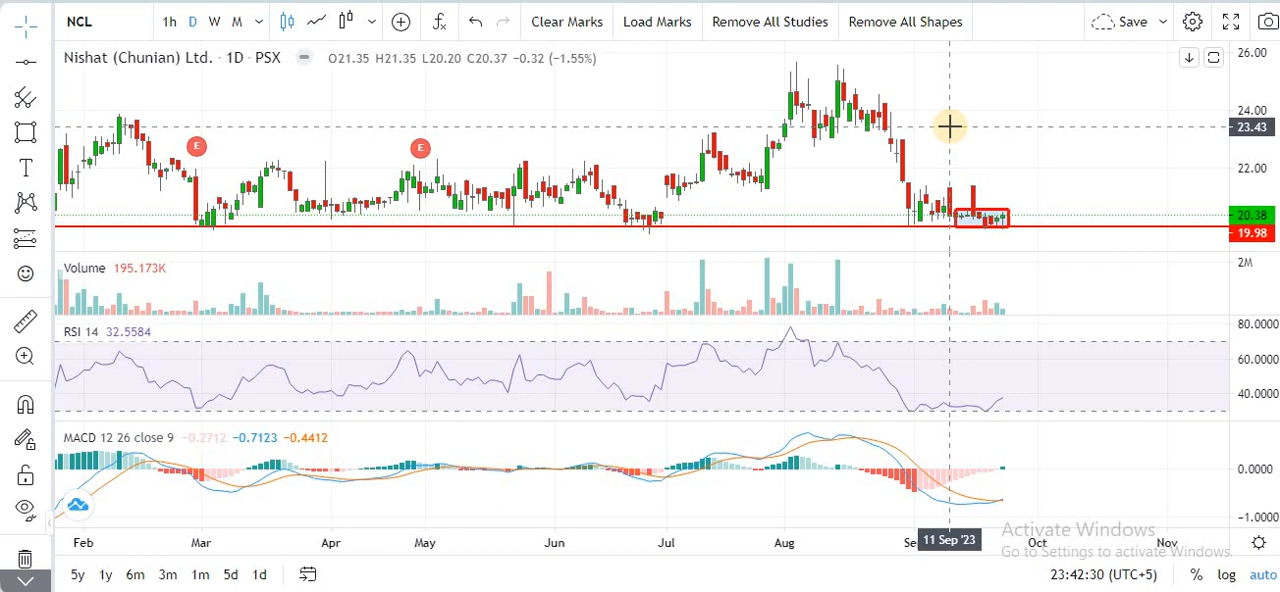 NCL 1h D W M Clear Marks Load Marks Remove All Studies Remove All Shapes Save
Nishat (Chunian) Ltd. · 1D · PSX O21.35 H21.35 L20.20 C20.37 −0.32 (−1.55%)
26.00
E
E
24.00
23.43
22.00
20.38
19.98
Volume 195.173K
2M
RSI 14 32.5584
80.0000
60.0000
40.0000
MACD 12 26 close 9 −0.2712 −0.7123 −0.4412
0.0000
−1.0000
Feb Mar Apr May Jun Jul Aug Se 11 Sep '23 Oct Nov
Activate Windows
Go to Settings to activate Windows.
5y 1y 6m 3m 1m 5d 1d 23:42:30 (UTC+5) % log auto